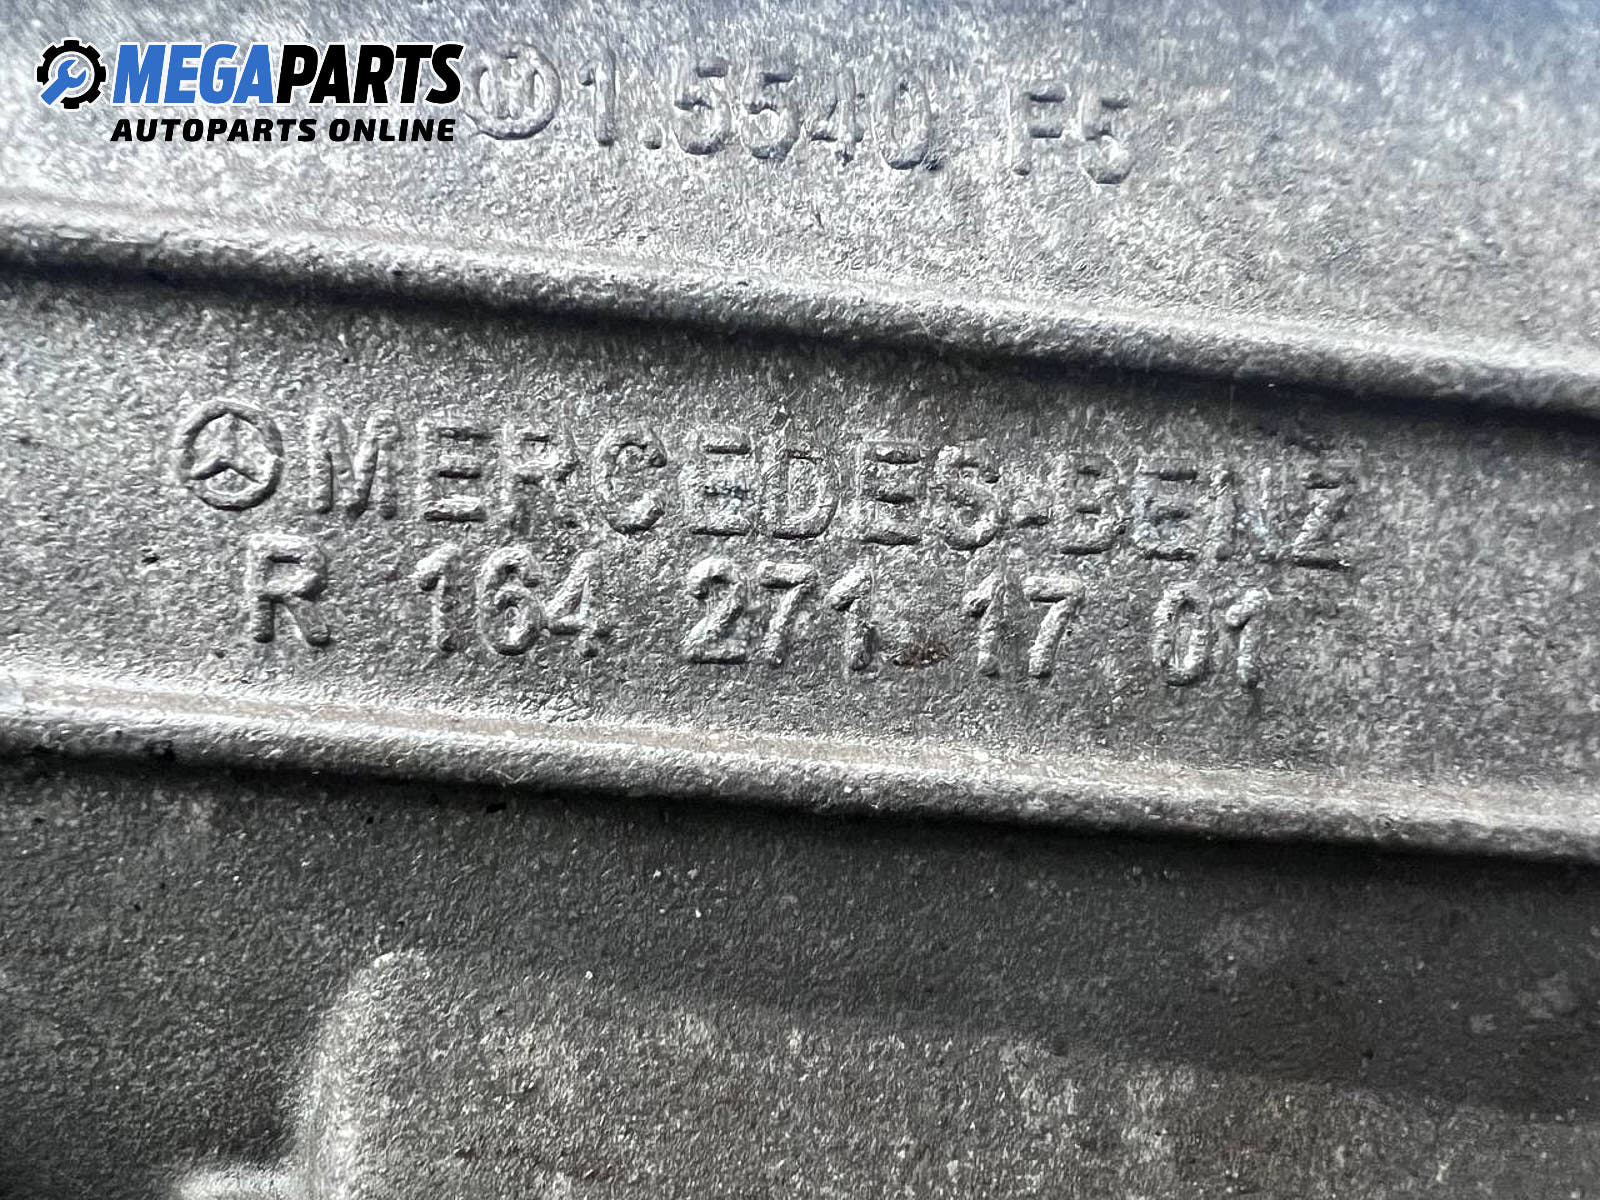 MEGAPARTS
AUTOPARTS ONLINE
1.5540 F5
MERCEDES-BENZ
R 164 271 17 01